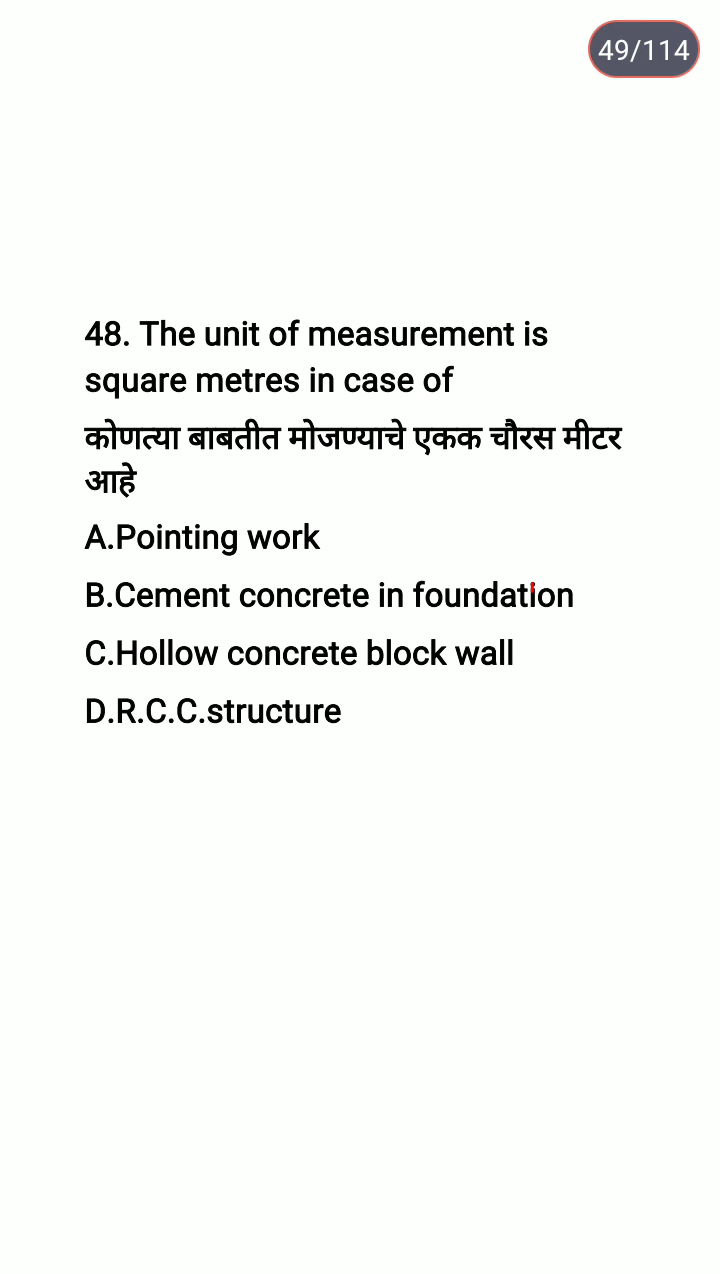 49/114
48. The unit of measurement is
square metres in case of
कोणत्या बाबतीत मोजण्याचे एकक चौरस मीटर
आहे
A.Pointing work
B.Cement concrete in foundation
C.Hollow concrete block wall
D.R.C.C.structure